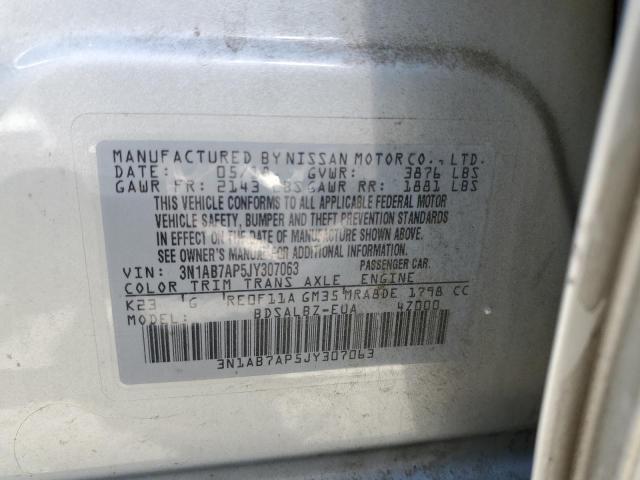 MANUFACTURED BY NISSAN MOTOR CO., LTD.
DATE: 05/18 GVWR: 3876 LBS
GAWR FR: 2143 LBS GAWR RR: 1881 LBS
THIS VEHICLE CONFORMS TO ALL APPLICABLE FEDERAL MOTOR
VEHICLE SAFETY, BUMPER AND THEFT PREVENTION STANDARDS
IN EFFECT ON THE DATE OF MANUFACTURE SHOWN ABOVE.
SEE OWNER'S MANUAL FOR ADDITIONAL INFORMATION.
VIN: 3N1AB7AP5JY307063 PASSENGER CAR.
COLOR TRIM TRANS AXLE ENGINE
K23 G RE0F11A GM35 MRA8DE 1798 CC
BDSALBZ-EUA 47000
3N1AB7AP5JY307063